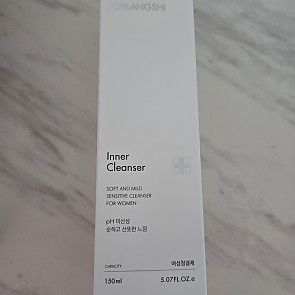 CIRLANGSHI
Inner
Cleanser
SOFT AND MILD
SENSITIVE CLEANSER
FOR WOMEN
pH 미산성
순하고 산뜻한 느낌
CAPACITY
여성청결제
150ml
5.07FL.OZ.e